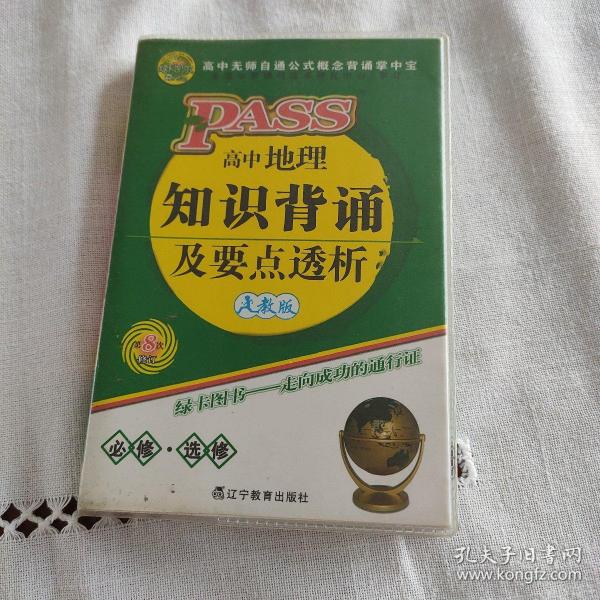 高中无师自通公式概念背诵掌中宝
PASS
高中地理
知识背诵
及要点透析
教版
第8次
修订
绿卡图书——走向成功的通行证
必修·选修
辽宁教育出版社
孔夫子旧书网
www.kongfz.com